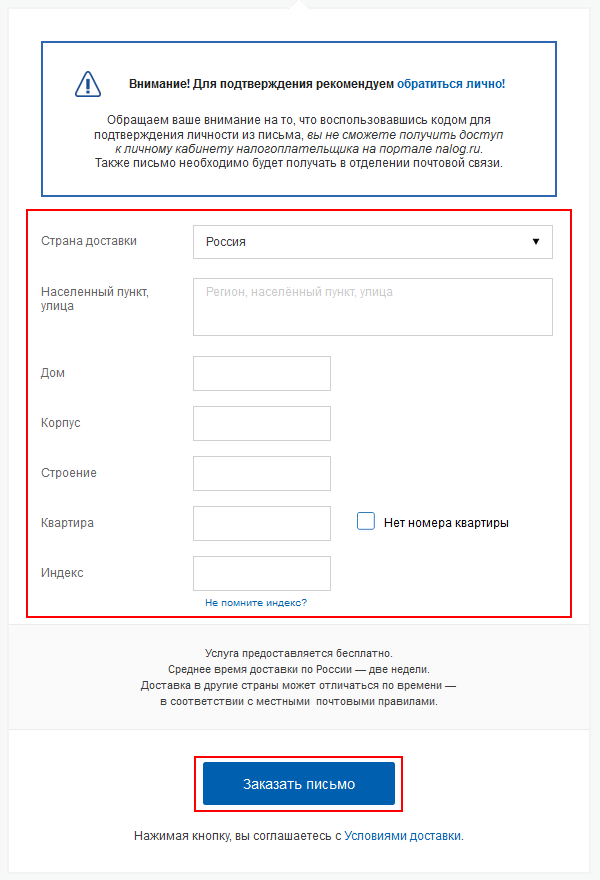 Внимание! Для подтверждения рекомендуем обратиться лично!
Обращаем ваше внимание на то, что воспользовавшись кодом для
подтверждения личности из письма, вы не сможете получить доступ
к личному кабинету налогоплательщика на портале nalog.ru.
Также письмо необходимо будет получать в отделении почтовой связи.
Страна доставки
Россия
Населенный пункт,
улица
Регион, населённый пункт, улица
Дом
Корпус
Строение
Квартира
Нет номера квартиры
Индекс
Не помните индекс?
Услуга предоставляется бесплатно.
Среднее время доставки по России — две недели.
Доставка в другие страны может отличаться по времени —
в соответствии с местными почтовыми правилами.
Заказать письмо
Нажимая кнопку, вы соглашаетесь с Условиями доставки.